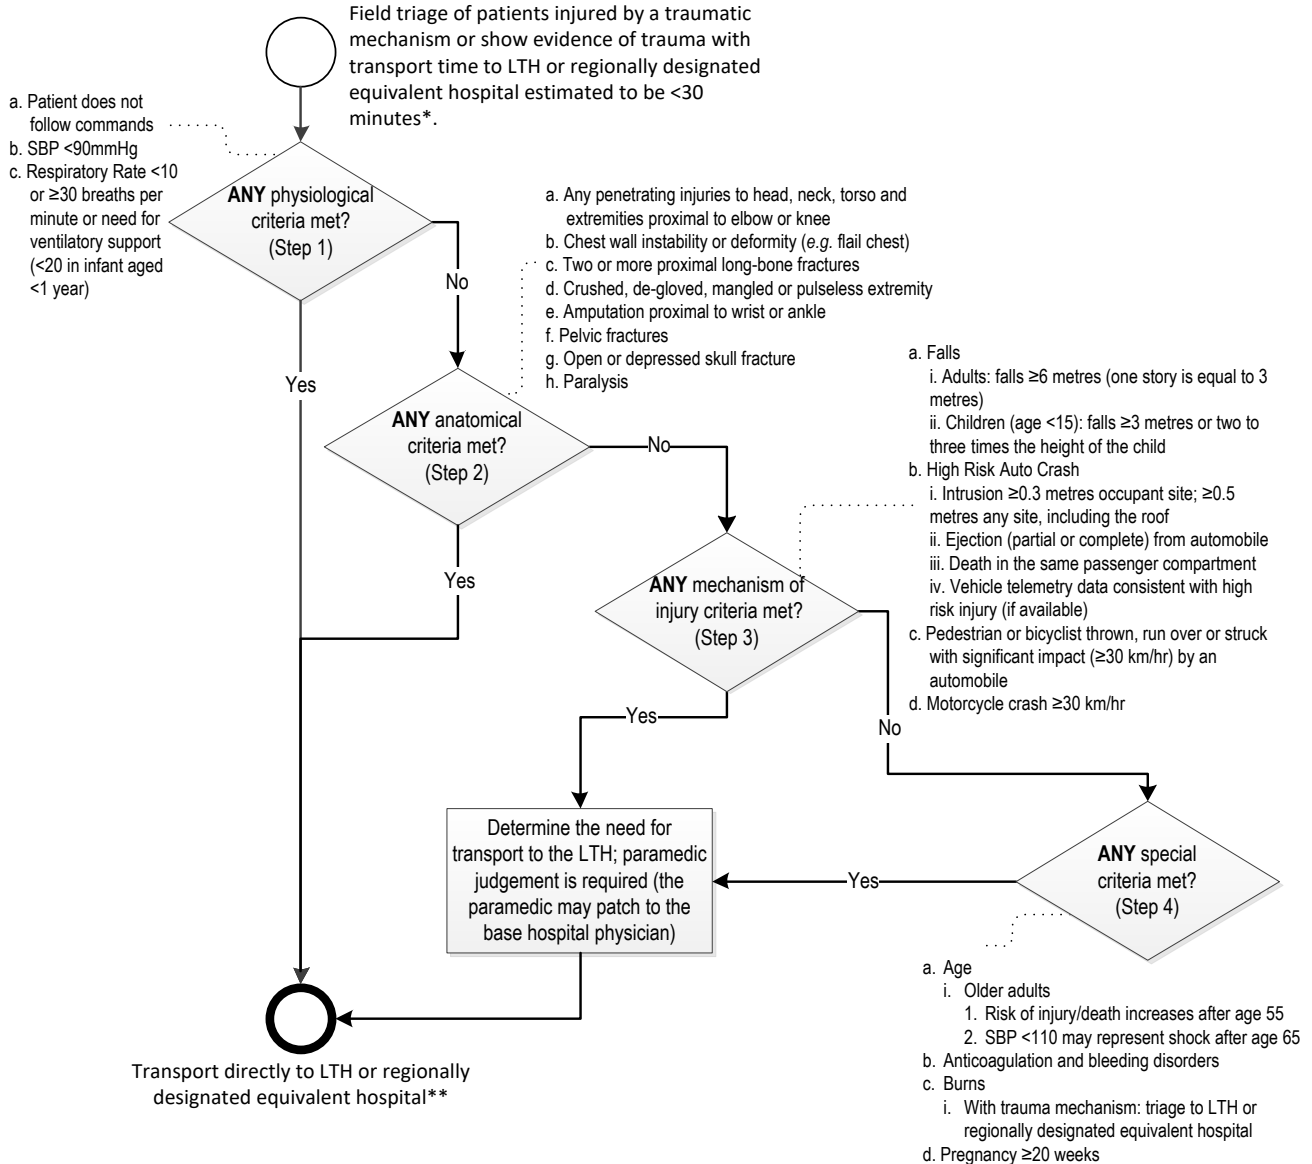 Field triage of patients injured by a traumatic
mechanism or show evidence of trauma with
transport time to LTH or regionally designated
equivalent hospital estimated to be <30
minutes*.
a. Patient does not
follow commands
b. SBP <90mmHg
c. Respiratory Rate <10
or ≥30 breaths per
minute or need for
ventilatory support
(<20 in infant aged
<1 year)
ANY physiological
criteria met?
(Step 1)
No
Yes
a. Any penetrating injuries to head, neck, torso and
extremities proximal to elbow or knee
b. Chest wall instability or deformity (e.g. flail chest)
c. Two or more proximal long-bone fractures
d. Crushed, de-gloved, mangled or pulseless extremity
e. Amputation proximal to wrist or ankle
f. Pelvic fractures
g. Open or depressed skull fracture
h. Paralysis
ANY anatomical
criteria met?
(Step 2)
No
Yes
a. Falls
i. Adults: falls ≥6 metres (one story is equal to 3
metres)
ii. Children (age <15): falls ≥3 metres or two to
three times the height of the child
b. High Risk Auto Crash
i. Intrusion ≥0.3 metres occupant site; ≥0.5
metres any site, including the roof
ii. Ejection (partial or complete) from automobile
iii. Death in the same passenger compartment
iv. Vehicle telemetry data consistent with high
risk injury (if available)
c. Pedestrian or bicyclist thrown, run over or struck
with significant impact (≥30 km/hr) by an
automobile
d. Motorcycle crash ≥30 km/hr
ANY mechanism of
injury criteria met?
(Step 3)
Yes
No
Determine the need for
transport to the LTH; paramedic
judgement is required (the
paramedic may patch to the
base hospital physician)
Yes
ANY special
criteria met?
(Step 4)
a. Age
i. Older adults
1. Risk of injury/death increases after age 55
2. SBP <110 may represent shock after age 65
b. Anticoagulation and bleeding disorders
c. Burns
i. With trauma mechanism: triage to LTH or
regionally designated equivalent hospital
d. Pregnancy ≥20 weeks
Transport directly to LTH or regionally
designated equivalent hospital**